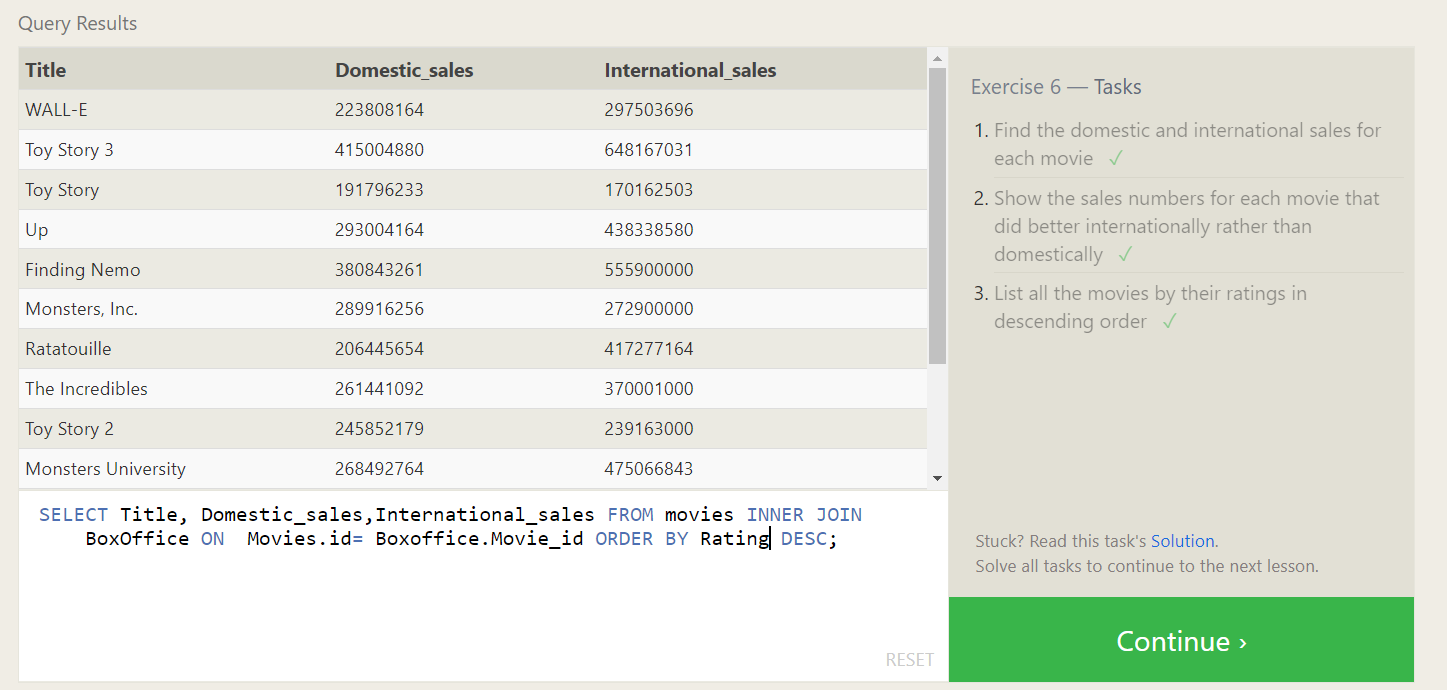 Query Results
Title Domestic_sales International_sales
WALL-E 223808164 297503696
Toy Story 3 415004880 648167031
Toy Story 191796233 170162503
Up 293004164 438338580
Finding Nemo 380843261 555900000
Monsters, Inc. 289916256 272900000
Ratatouille 206445654 417277164
The Incredibles 261441092 370001000
Toy Story 2 245852179 239163000
Monsters University 268492764 475066843
SELECT Title, Domestic_sales,International_sales FROM movies INNER JOIN
BoxOffice ON  Movies.id= Boxoffice.Movie_id ORDER BY Rating DESC;
RESET
Exercise 6 — Tasks
1. Find the domestic and international sales for
each movie ✓
2. Show the sales numbers for each movie that
did better internationally rather than
domestically ✓
3. List all the movies by their ratings in
descending order ✓
Stuck? Read this task's Solution.
Solve all tasks to continue to the next lesson.
Continue ›